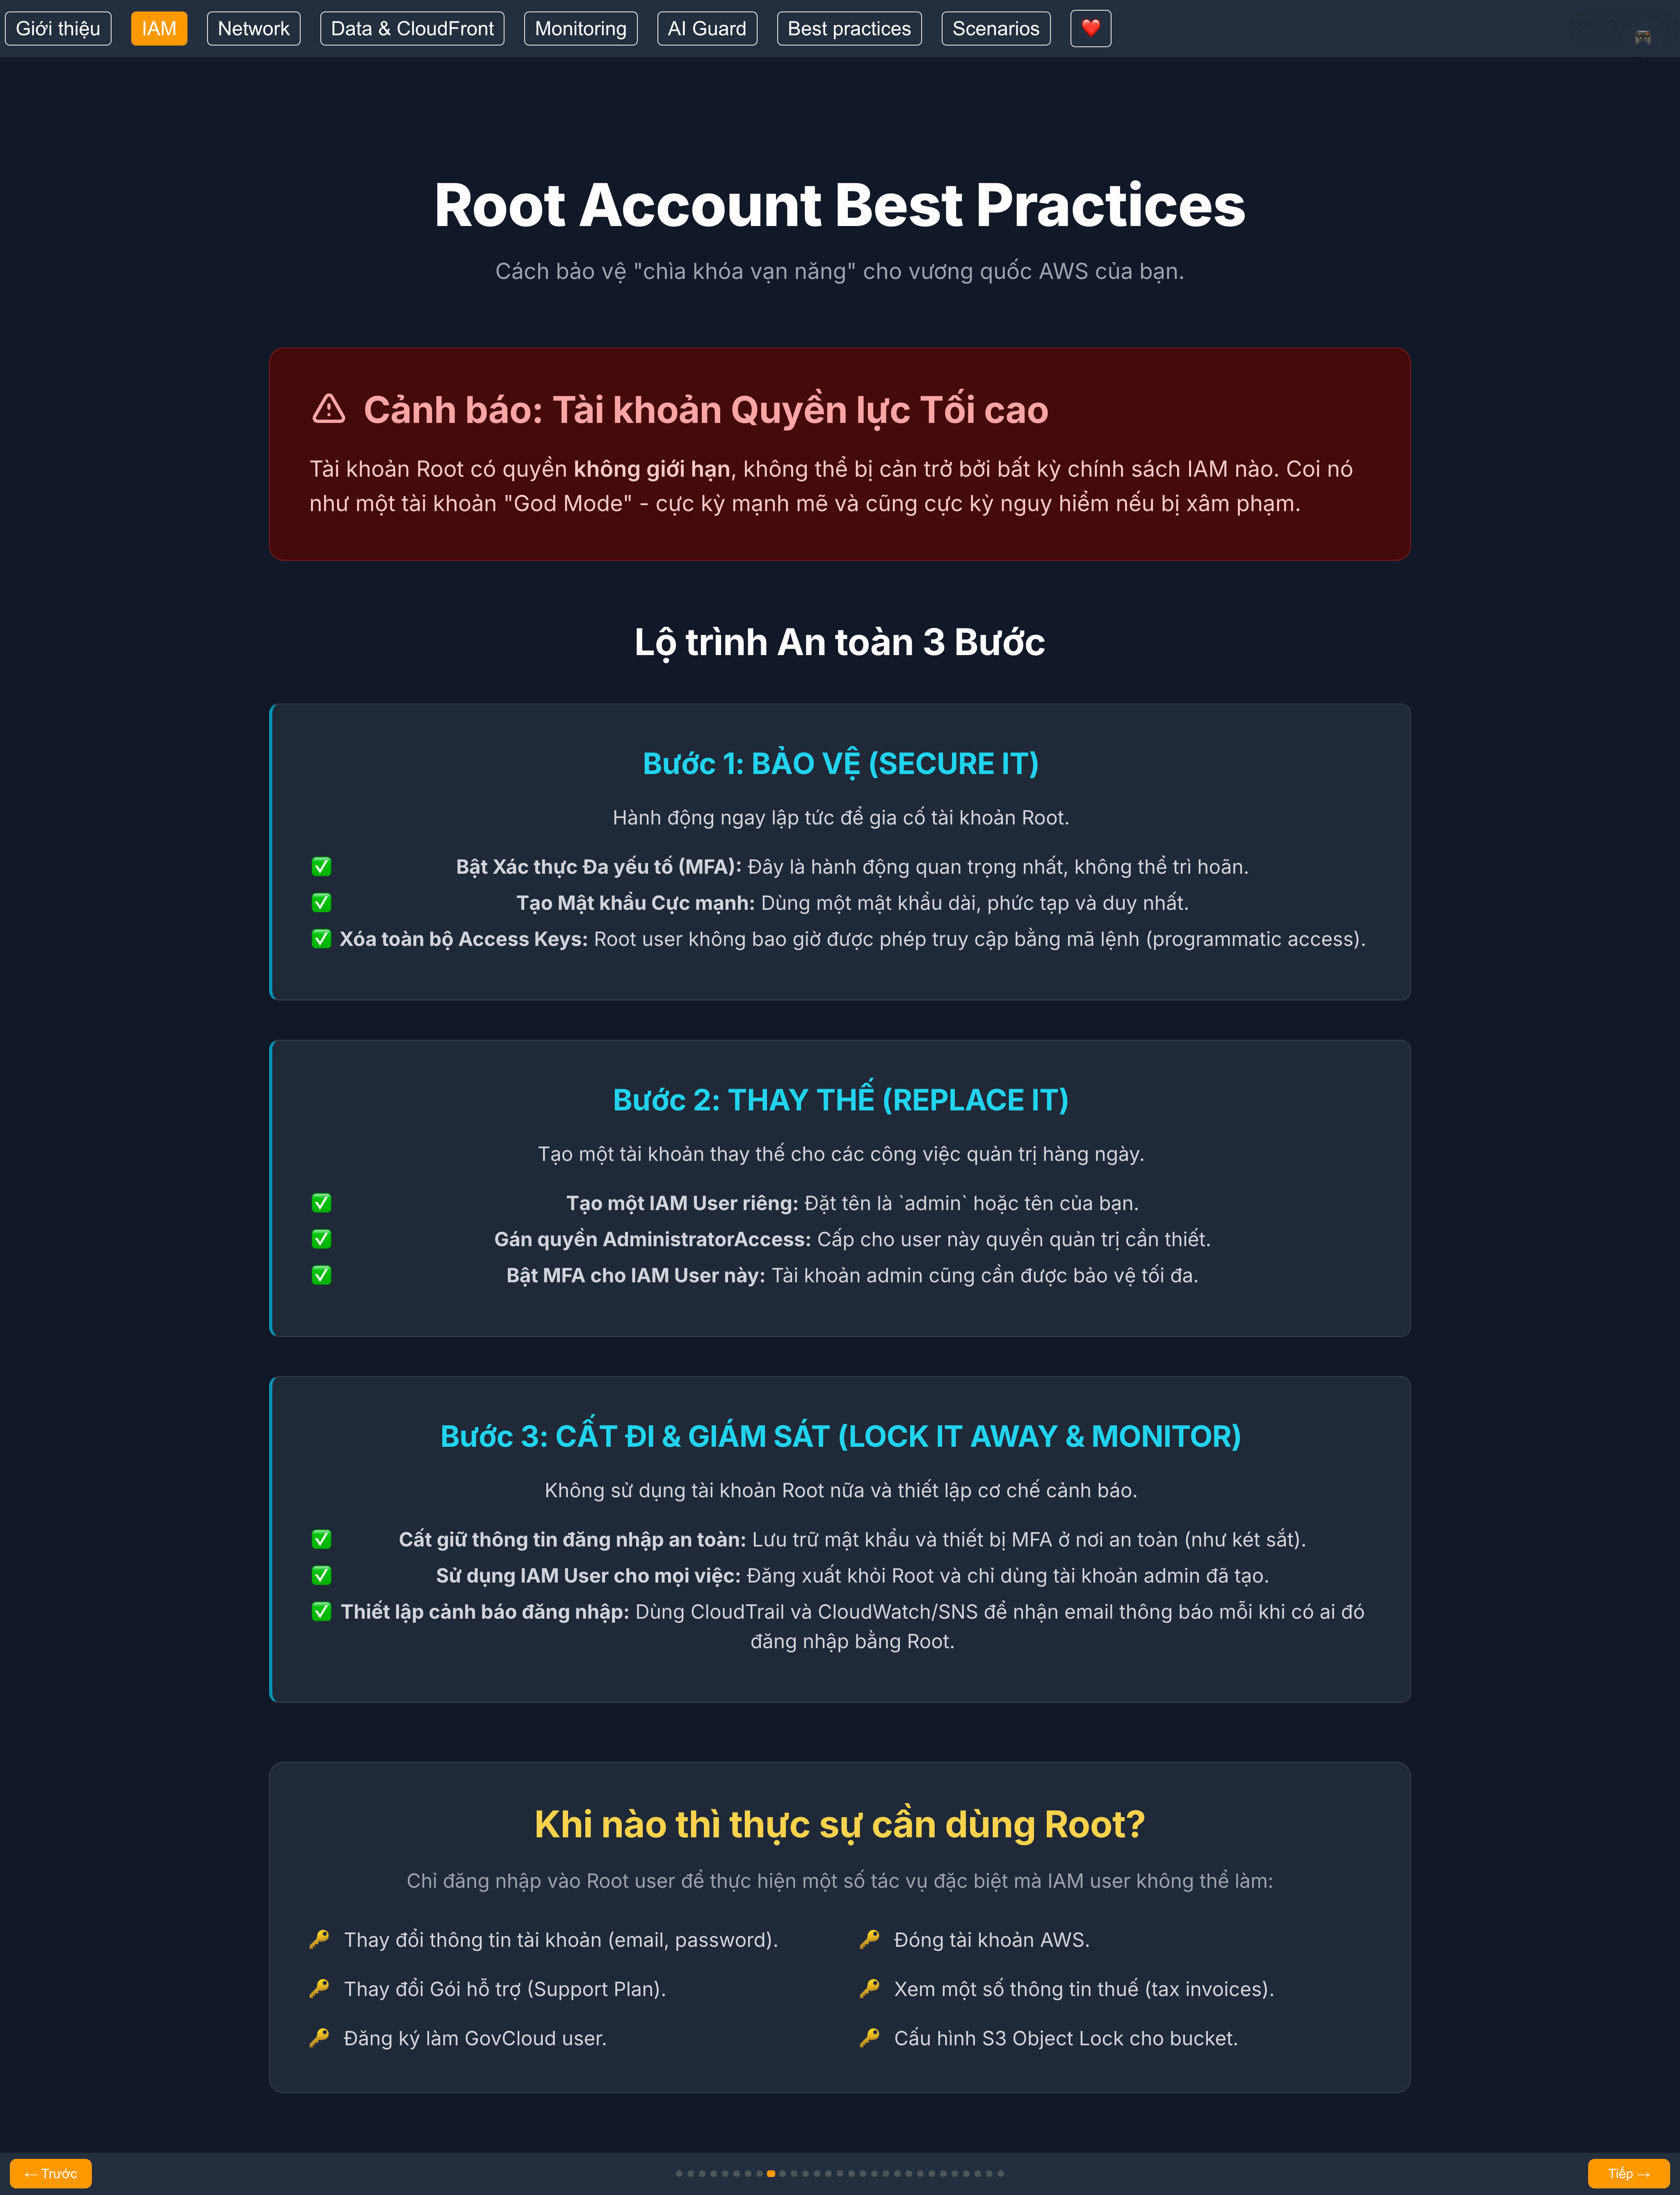 Giới thiệu
IAM
Network
Data & CloudFront
Monitoring
AI Guard
Best practices
Scenarios
❤️
🎮
Root Account Best Practices
Cách bảo vệ "chìa khóa vạn năng" cho vương quốc AWS của bạn.
Cảnh báo: Tài khoản Quyền lực Tối cao
Tài khoản Root có quyền không giới hạn, không thể bị cản trở bởi bất kỳ chính sách IAM nào. Coi nó
như một tài khoản "God Mode" - cực kỳ mạnh mẽ và cũng cực kỳ nguy hiểm nếu bị xâm phạm.
Lộ trình An toàn 3 Bước
Bước 1: BẢO VỆ (SECURE IT)
Hành động ngay lập tức để gia cố tài khoản Root.
✅ Bật Xác thực Đa yếu tố (MFA): Đây là hành động quan trọng nhất, không thể trì hoãn.
✅ Tạo Mật khẩu Cực mạnh: Dùng một mật khẩu dài, phức tạp và duy nhất.
✅ Xóa toàn bộ Access Keys: Root user không bao giờ được phép truy cập bằng mã lệnh (programmatic access).
Bước 2: THAY THẾ (REPLACE IT)
Tạo một tài khoản thay thế cho các công việc quản trị hàng ngày.
✅ Tạo một IAM User riêng: Đặt tên là `admin` hoặc tên của bạn.
✅ Gán quyền AdministratorAccess: Cấp cho user này quyền quản trị cần thiết.
✅ Bật MFA cho IAM User này: Tài khoản admin cũng cần được bảo vệ tối đa.
Bước 3: CẤT ĐI & GIÁM SÁT (LOCK IT AWAY & MONITOR)
Không sử dụng tài khoản Root nữa và thiết lập cơ chế cảnh báo.
✅ Cất giữ thông tin đăng nhập an toàn: Lưu trữ mật khẩu và thiết bị MFA ở nơi an toàn (như két sắt).
✅ Sử dụng IAM User cho mọi việc: Đăng xuất khỏi Root và chỉ dùng tài khoản admin đã tạo.
✅ Thiết lập cảnh báo đăng nhập: Dùng CloudTrail và CloudWatch/SNS để nhận email thông báo mỗi khi có ai đó
đăng nhập bằng Root.
Khi nào thì thực sự cần dùng Root?
Chỉ đăng nhập vào Root user để thực hiện một số tác vụ đặc biệt mà IAM user không thể làm:
🔑 Thay đổi thông tin tài khoản (email, password).
🔑 Đóng tài khoản AWS.
🔑 Thay đổi Gói hỗ trợ (Support Plan).
🔑 Xem một số thông tin thuế (tax invoices).
🔑 Đăng ký làm GovCloud user.
🔑 Cấu hình S3 Object Lock cho bucket.
← Trước
Tiếp →